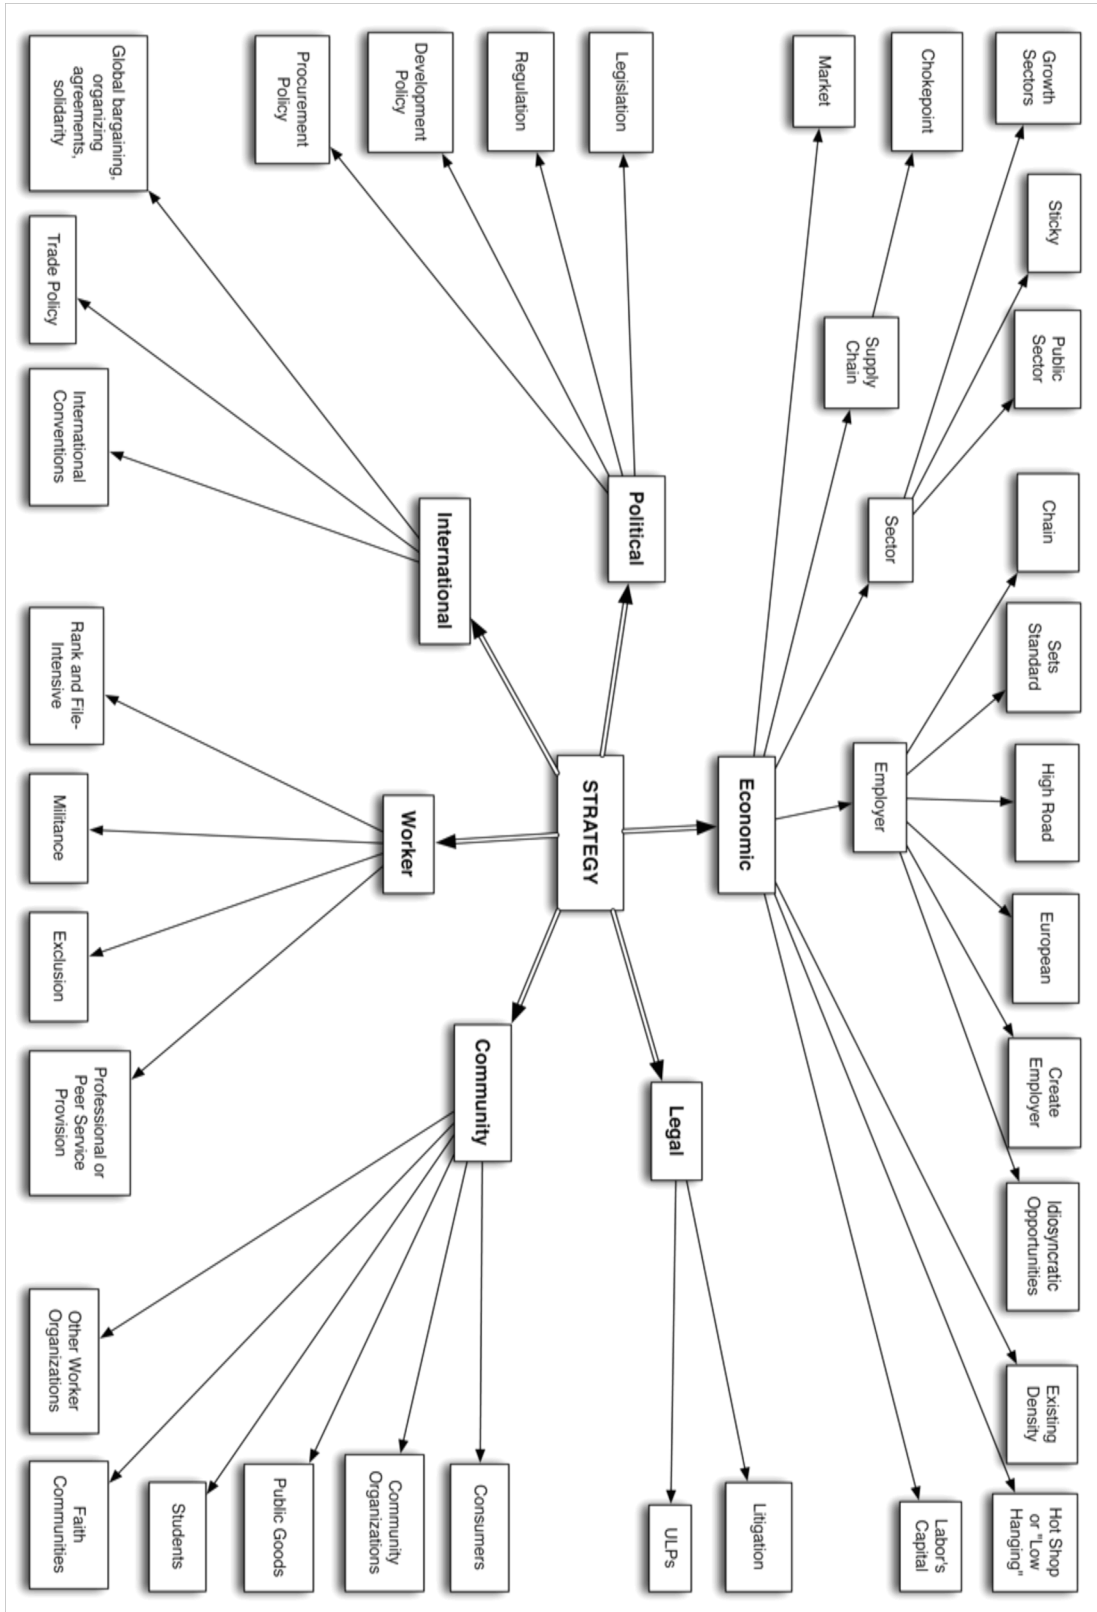 Growth
Sectors
Sticky
Public
Sector
Chain
Sets
Standard
High Road
European
Create
Employer
Idiosyncratic
Opportunities
Existing
Density
Hot Shop
or "Low
Hanging"
Chokepoint
Market
Supply
Chain
Sector
Employer
Labor's
Capital
Economic
Litigation
Legislation
Regulation
Development
Policy
Procurement
Policy
Political
STRATEGY
Legal
ULPs
International
Worker
Community
Consumers
Community
Organizations
Public Goods
Students
Global bargaining,
organizing
agreements,
solidarity
Trade Policy
International
Conventions
Rank and File-
Intensive
Militance
Exclusion
Professional or
Peer Service
Provision
Other Worker
Organizations
Faith
Communities